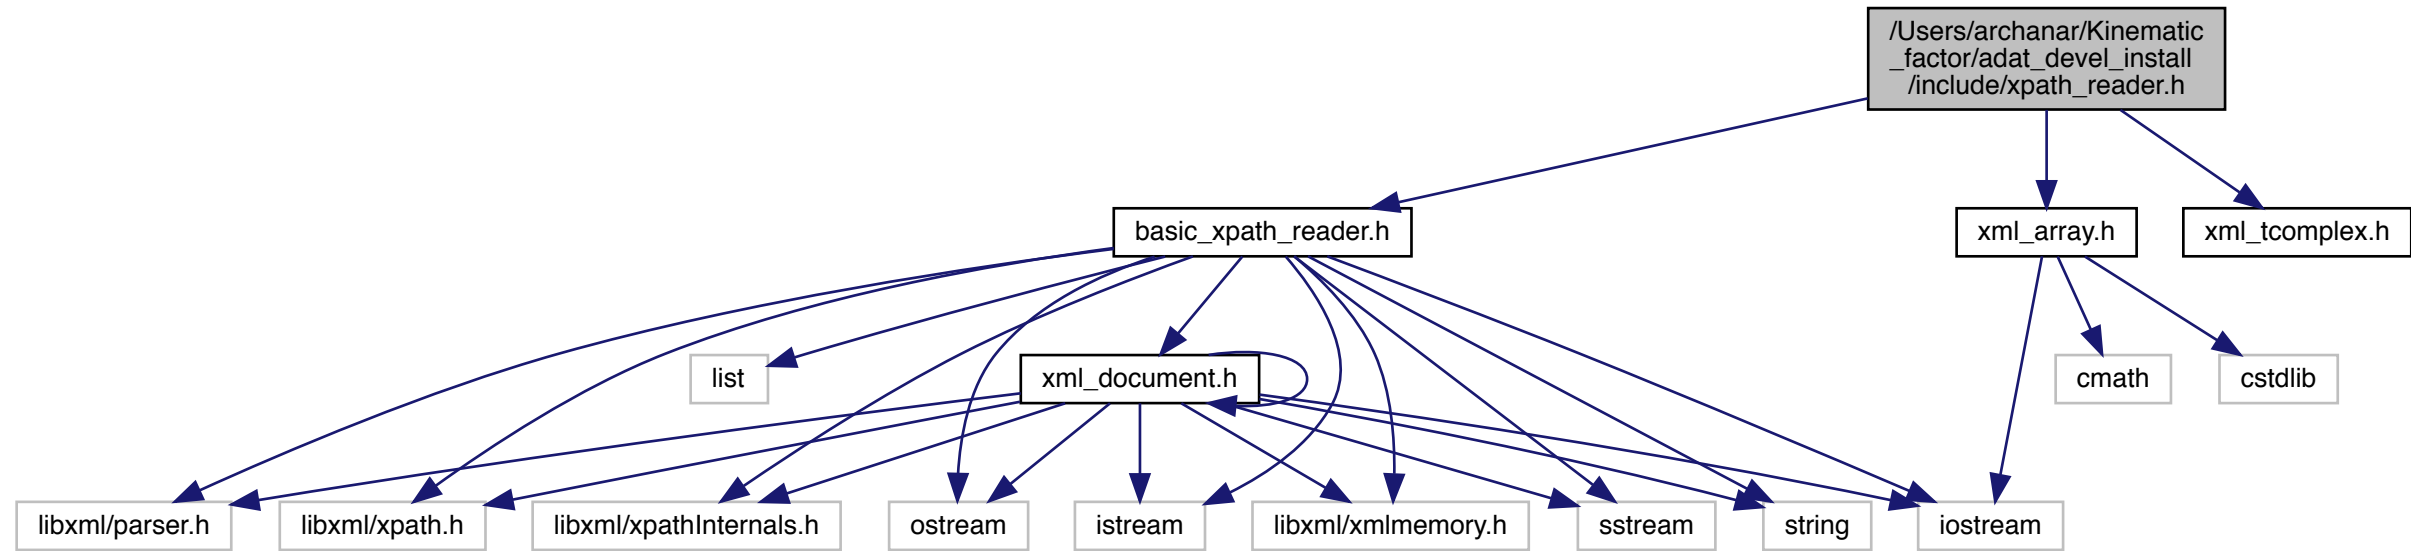 /Users/archanar/Kinematic
_factor/adat_devel_install
/include/xpath_reader.h
basic_xpath_reader.h
xml_array.h
xml_tcomplex.h
list
xml_document.h
cmath
cstdlib
libxml/parser.h
libxml/xpath.h
libxml/xpathInternals.h
ostream
istream
libxml/xmlmemory.h
sstream
string
iostream